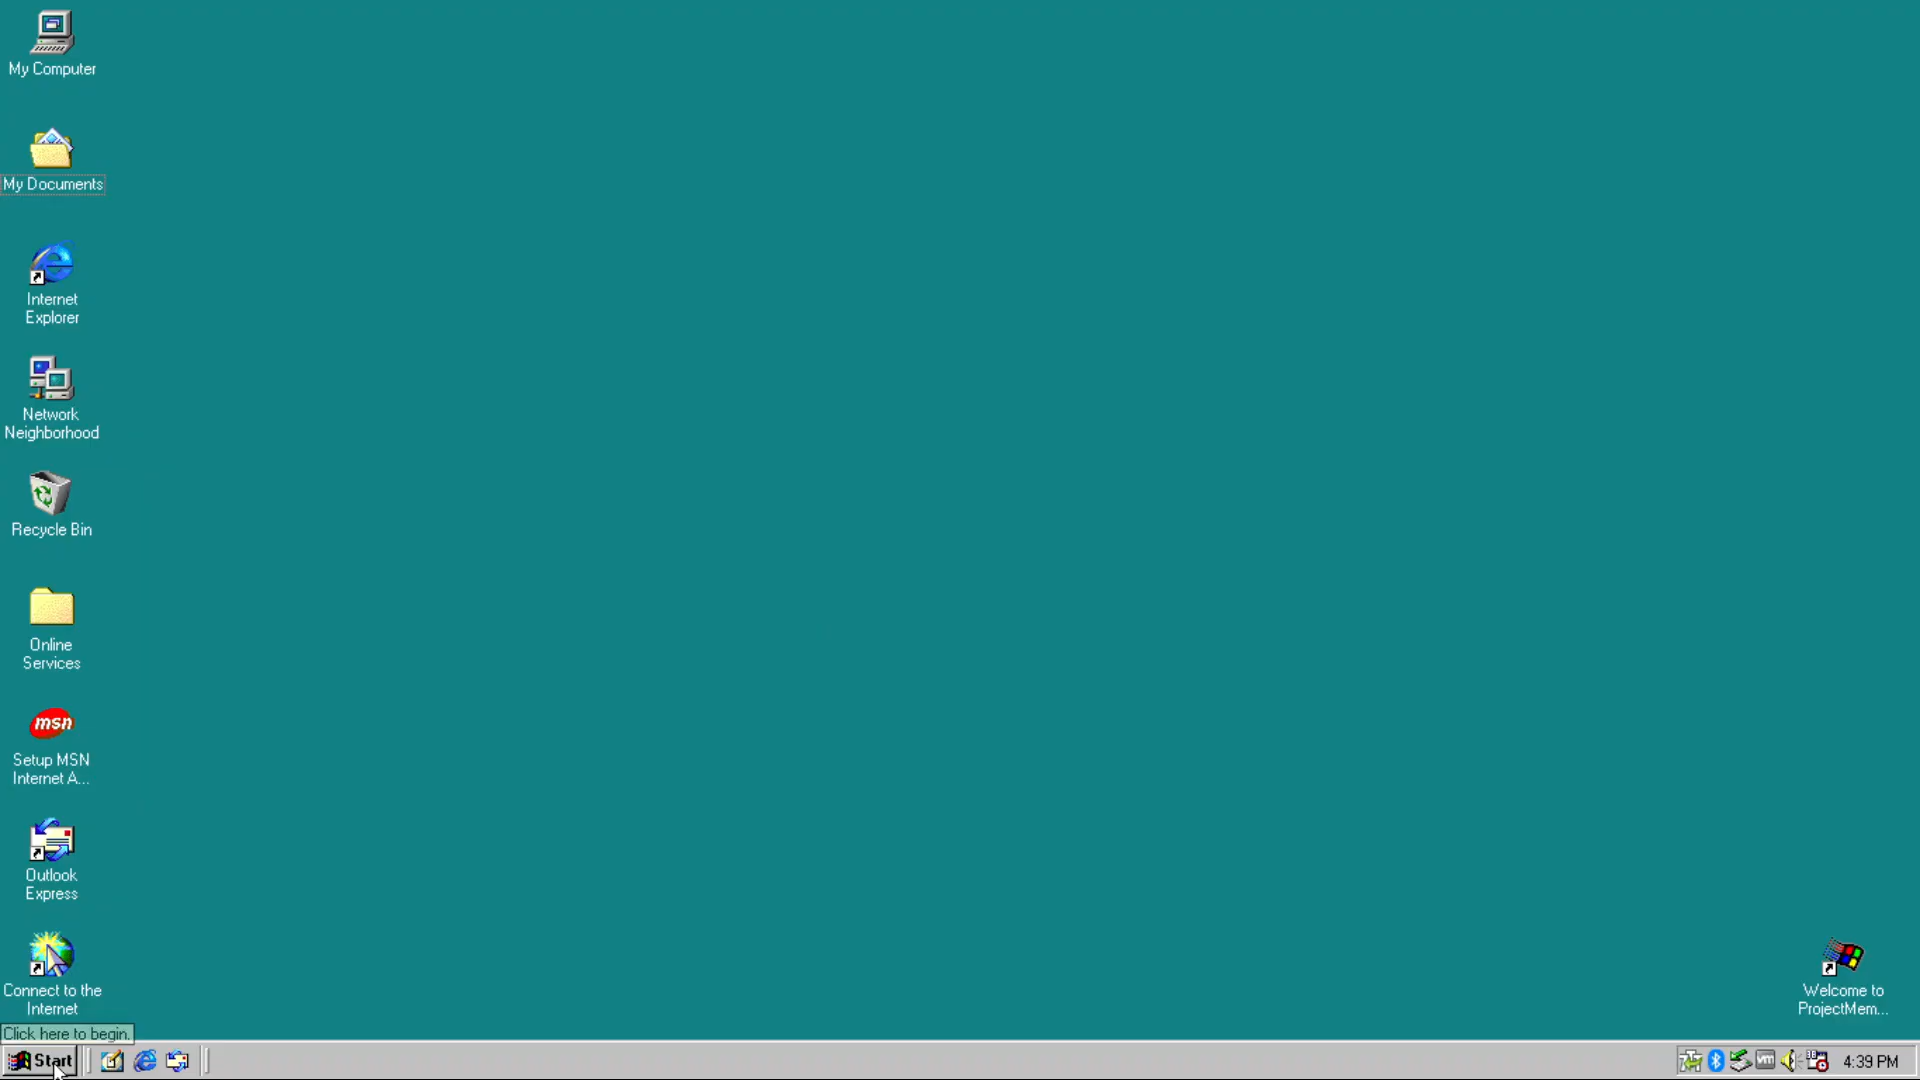 My Computer
My Documents
Internet
Explorer
Network
Neighborhood
Recycle Bin
Online
Services
msn
Setup MSN
Internet A...
Outlook
Express
Connect to the
Internet
Welcome to
ProjectMem...
Click here to begin.
Start
vm
4:39 PM